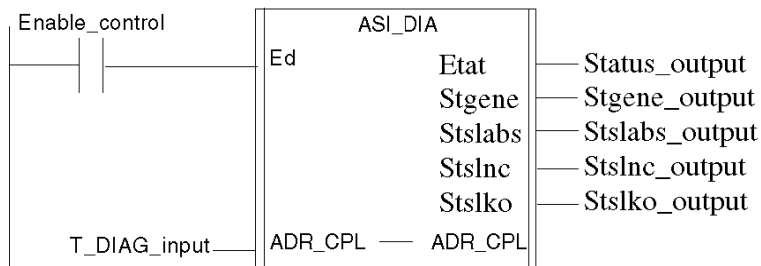 Enable_control
ASI_DIA
Ed
Etat
Status_output
Stgene
Stgene_output
Stslabs
Stslabs_output
Stslnc
Stslnc_output
Stslko
Stslko_output
T_DIAG_input
ADR_CPL
ADR_CPL